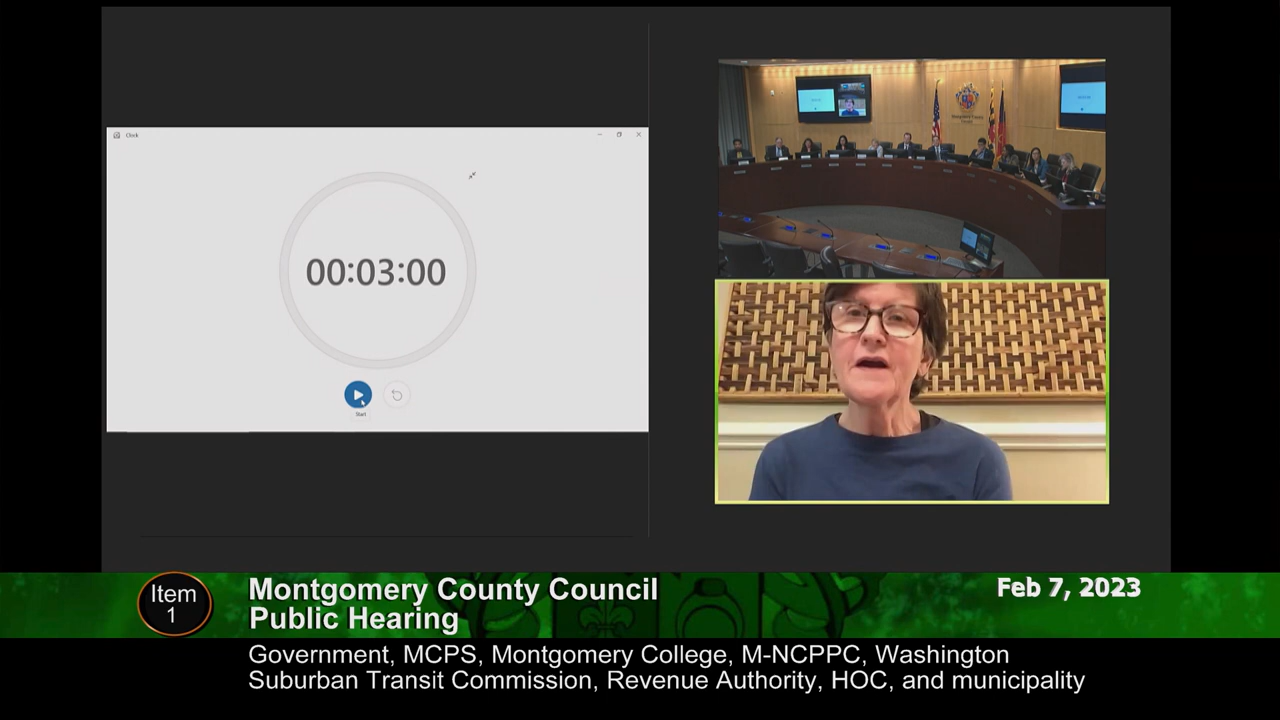 Clock
00:03:00
Start
Item
1
Montgomery County Council
Public Hearing
Feb 7, 2023
Government, MCPS, Montgomery College, M-NCPPC, Washington
Suburban Transit Commission, Revenue Authority, HOC, and municipality